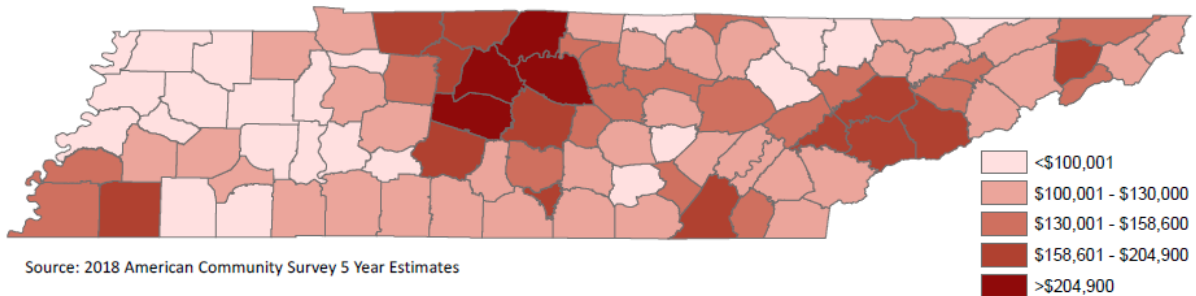 <$100,001
$100,001 - $130,000
$130,001 - $158,600
$158,601 - $204,900
>$204,900
Source: 2018 American Community Survey 5 Year Estimates